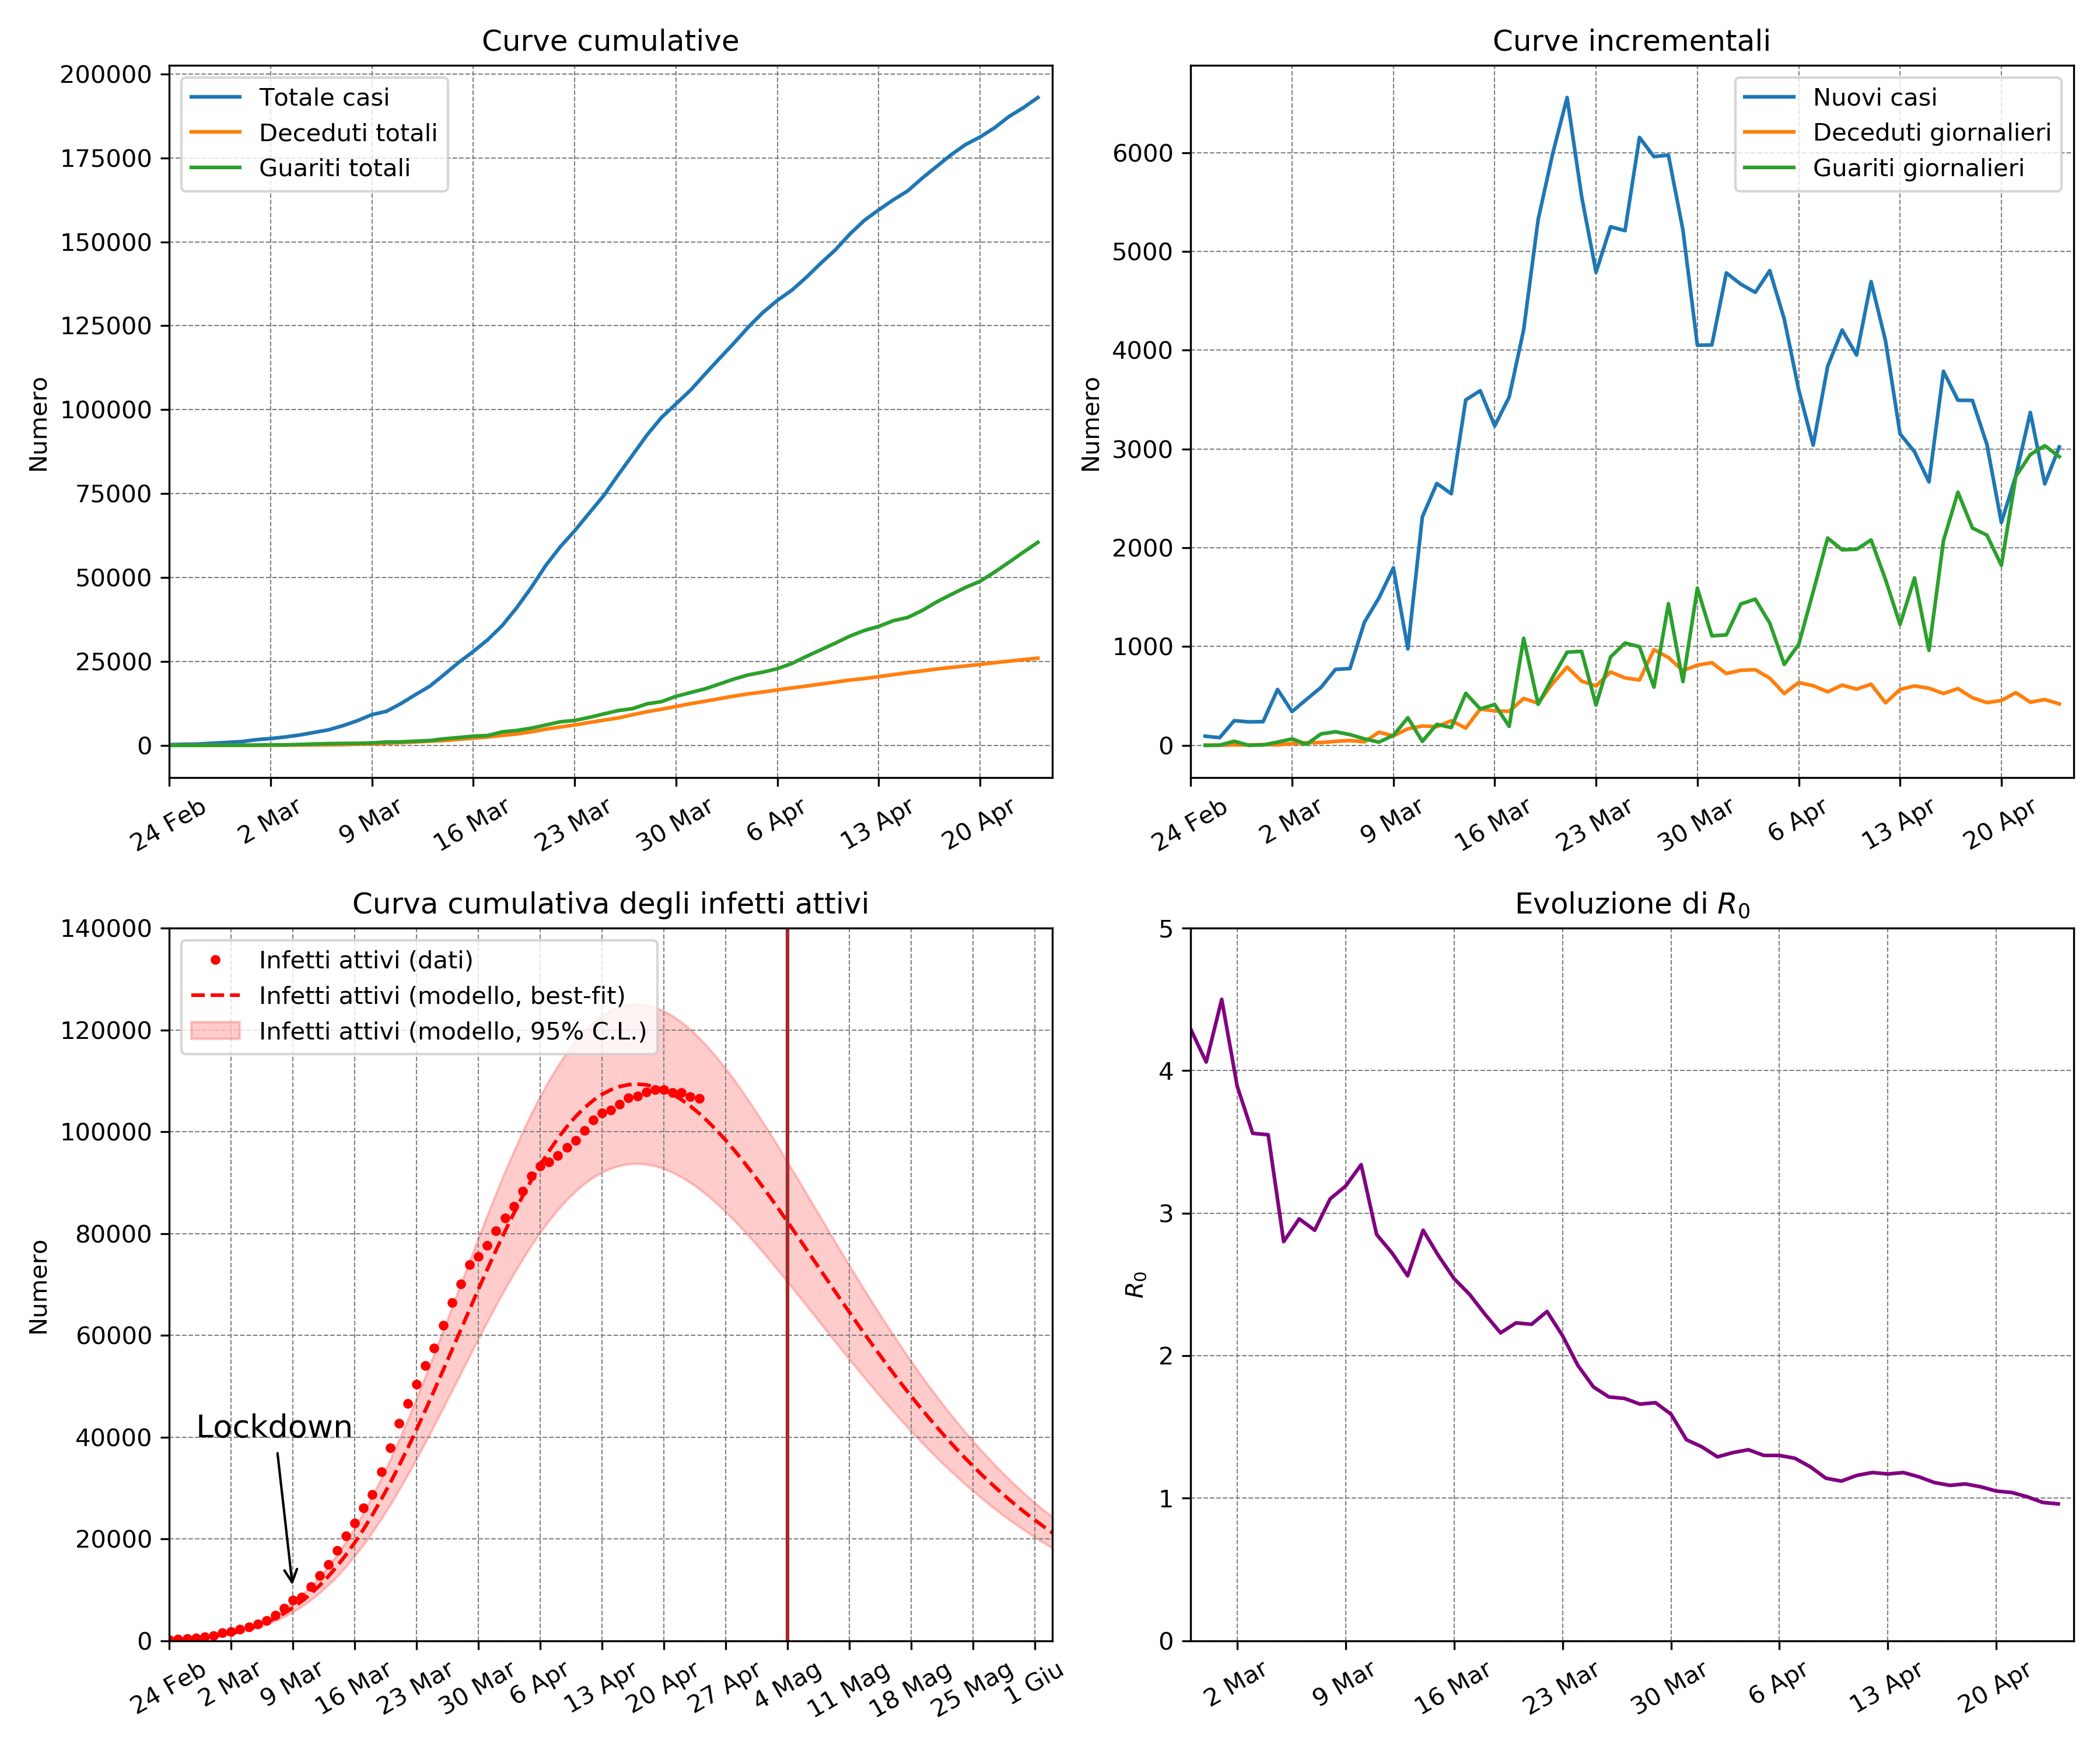 Curve cumulative
200000
175000
150000
125000
100000
75000
50000
25000
0
Numero
Totale casi
Deceduti totali
Guariti totali
24 Feb
2 Mar
9 Mar
16 Mar
23 Mar
30 Mar
6 Apr
13 Apr
20 Apr
Curve incrementali
6000
5000
4000
3000
2000
1000
0
Numero
Nuovi casi
Deceduti giornalieri
Guariti giornalieri
24 Feb
2 Mar
9 Mar
16 Mar
23 Mar
30 Mar
6 Apr
13 Apr
20 Apr
Curva cumulativa degli infetti attivi
140000
120000
100000
80000
60000
40000
20000
0
Numero
Infetti attivi (dati)
Infetti attivi (modello, best-fit)
Infetti attivi (modello, 95% C.L.)
Lockdown
24 Feb
2 Mar
9 Mar
16 Mar
23 Mar
30 Mar
6 Apr
13 Apr
20 Apr
27 Apr
4 Mag
11 Mag
18 Mag
25 Mag
1 Giu
Evoluzione di R₀
5
4
3
2
1
0
R₀
2 Mar
9 Mar
16 Mar
23 Mar
30 Mar
6 Apr
13 Apr
20 Apr